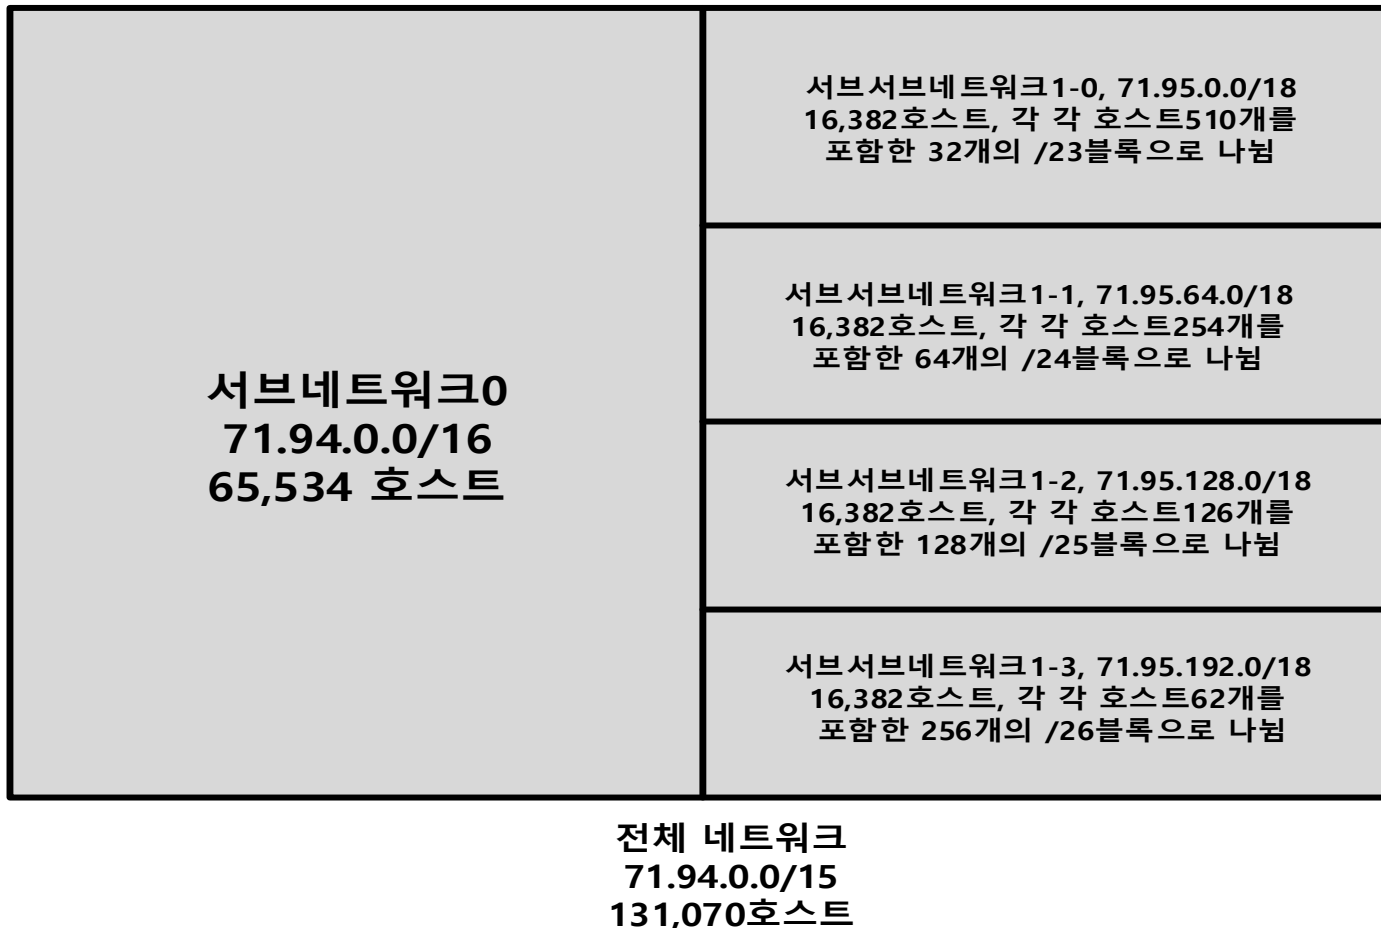 서브네트워크0
71.94.0.0/16
65,534 호스트
서브서브네트워크1-0, 71.95.0.0/18
16,382호스트, 각 각 호스트510개를
포함한 32개의 /23블록으로 나뉨
서브서브네트워크1-1, 71.95.64.0/18
16,382호스트, 각 각 호스트254개를
포함한 64개의 /24블록으로 나뉨
서브서브네트워크1-2, 71.95.128.0/18
16,382호스트, 각 각 호스트126개를
포함한 128개의 /25블록으로 나뉨
서브서브네트워크1-3, 71.95.192.0/18
16,382호스트, 각 각 호스트62개를
포함한 256개의 /26블록으로 나뉨
전체 네트워크
71.94.0.0/15
131,070호스트